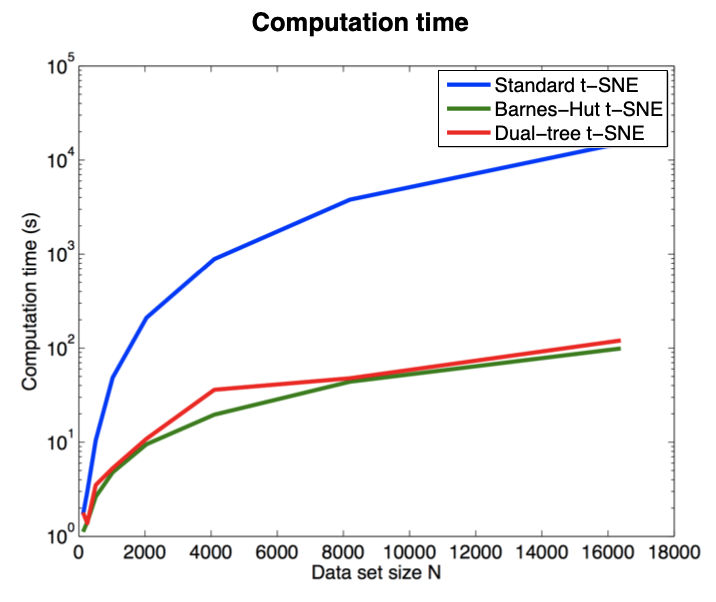 Computation time
10^5
10^4
10^3
10^2
10^1
10^0
Computation time (s)
Standard t−SNE
Barnes−Hut t−SNE
Dual−tree t−SNE
0 2000 4000 6000 8000 10000 12000 14000 16000 18000
Data set size N